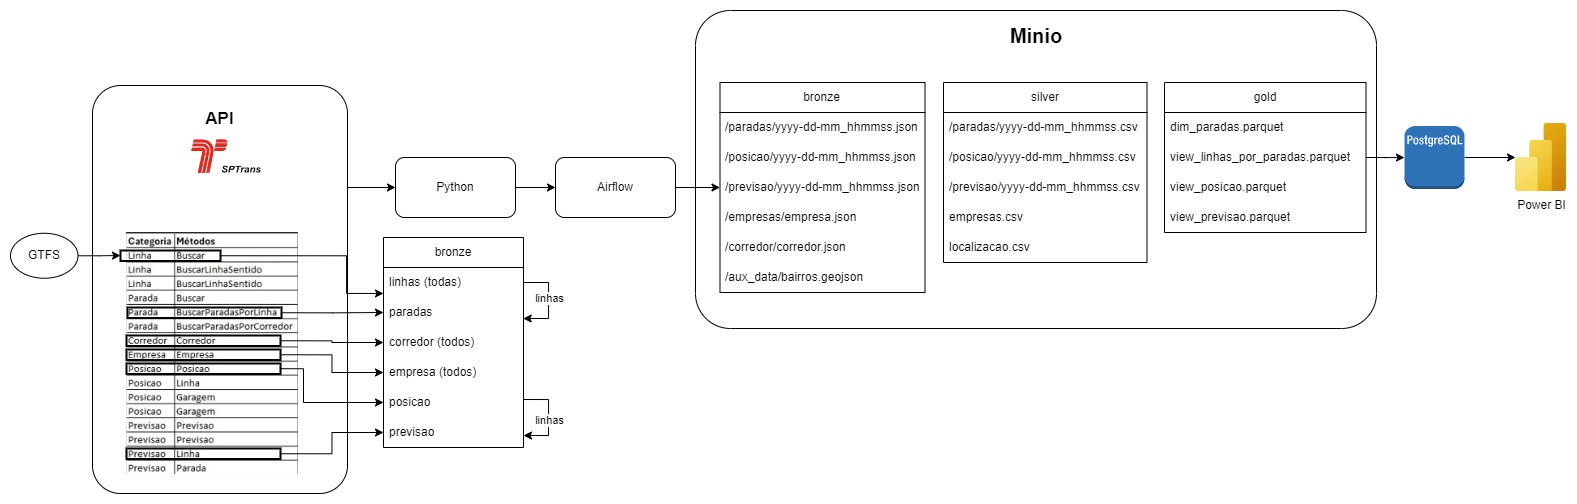 Minio
API
SPTrans
GTFS
Categoria Métodos
Linha Buscar
Linha BuscarLinhaSentido
Linha BuscarLinhaSentido
Parada Buscar
Parada BuscarParadasPorLinha
Parada BuscarParadasPorCorredor
Corredor Corredor
Empresa Empresa
Posicao Posicao
Posicao Linha
Posicao Garagem
Posicao Garagem
Previsao Previsao
Previsao Previsao
Previsao Linha
Previsao Parada
Python
Airflow
bronze
linhas (todas)
linhas
paradas
corredor (todos)
empresa (todos)
posicao
linhas
previsao
bronze
/paradas/yyyy-dd-mm_hhmmss.json
/posicao/yyyy-dd-mm_hhmmss.json
/previsao/yyyy-dd-mm_hhmmss.json
/empresas/empresa.json
/corredor/corredor.json
/aux_data/bairros.geojson
silver
/paradas/yyyy-dd-mm_hhmmss.csv
/posicao/yyyy-dd-mm_hhmmss.csv
/previsao/yyyy-dd-mm_hhmmss.csv
empresas.csv
localizacao.csv
gold
dim_paradas.parquet
view_linhas_por_paradas.parquet
view_posicao.parquet
view_previsao.parquet
PostgreSQL
Power BI